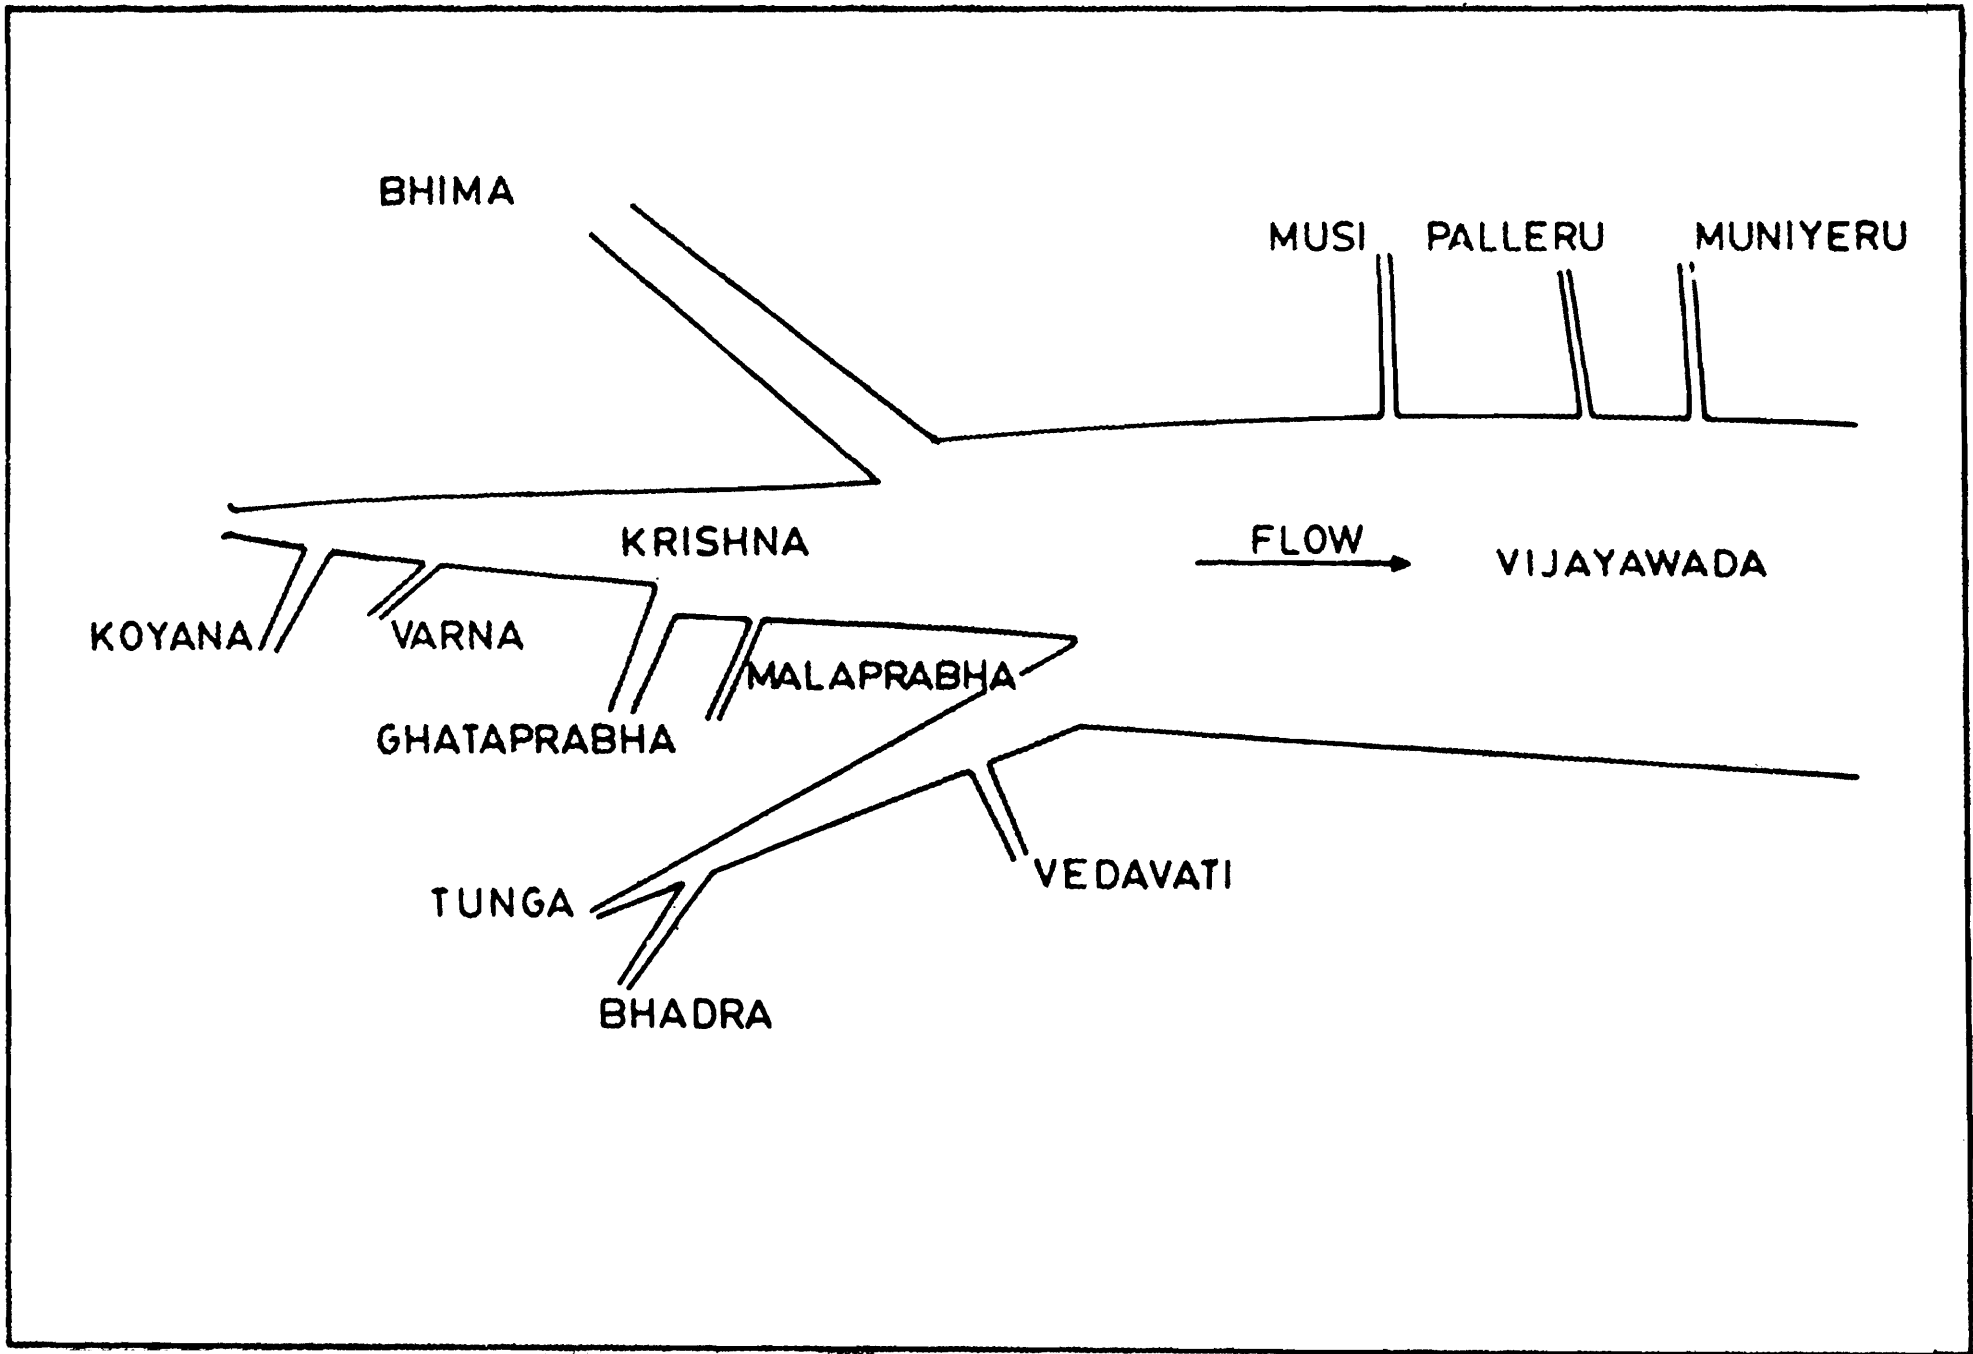 BHIMA
MUSI
PALLERU
MUNIYERU
KRISHNA
FLOW
VIJAYAWADA
KOYANA
VARNA
MALAPRABHA
GHATAPRABHA
TUNGA
VEDAVATI
BHADRA